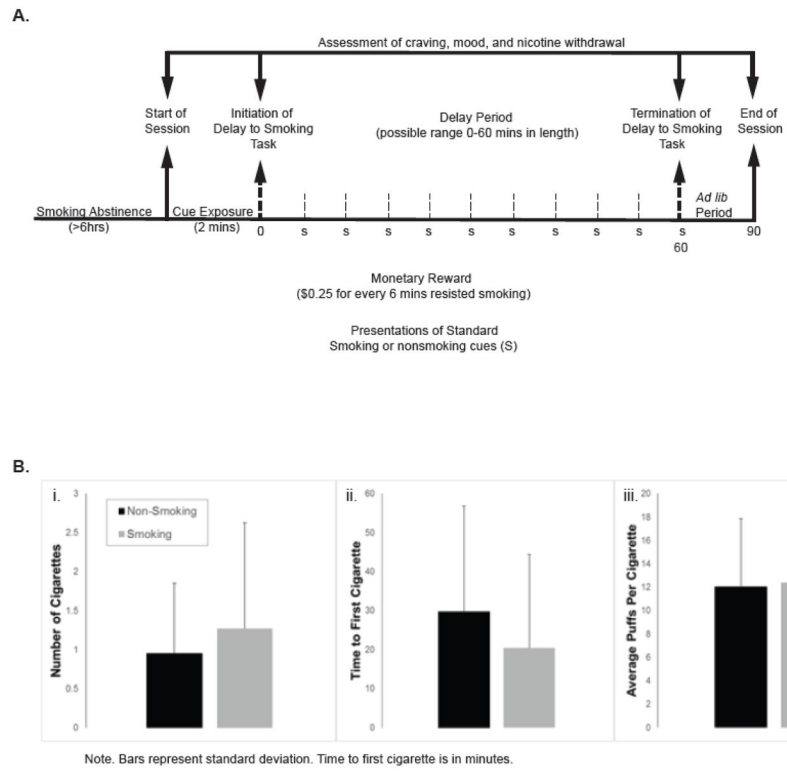 A.
Assessment of craving, mood, and nicotine withdrawal
Start of
Session
Initiation of
Delay to Smoking
Task
Delay Period
(possible range 0-60 mins in length)
Termination of
Delay to Smoking
Task
End of
Session
Smoking Abstinence
(>6hrs)
Cue Exposure
(2 mins)
Ad lib
Period
0 s s s s s s s s s s 90
60
Monetary Reward
($0.25 for every 6 mins resisted smoking)
Presentations of Standard
Smoking or nonsmoking cues (S)
B.
i.
Number of Cigarettes
3
2.5
2
1.5
1
0.5
0
Non-Smoking
Smoking
ii.
Time to First Cigarette
60
50
40
30
20
10
0
iii.
Average Puffs Per Cigarette
20
18
16
14
12
10
8
6
4
2
0
Note. Bars represent standard deviation. Time to first cigarette is in minutes.